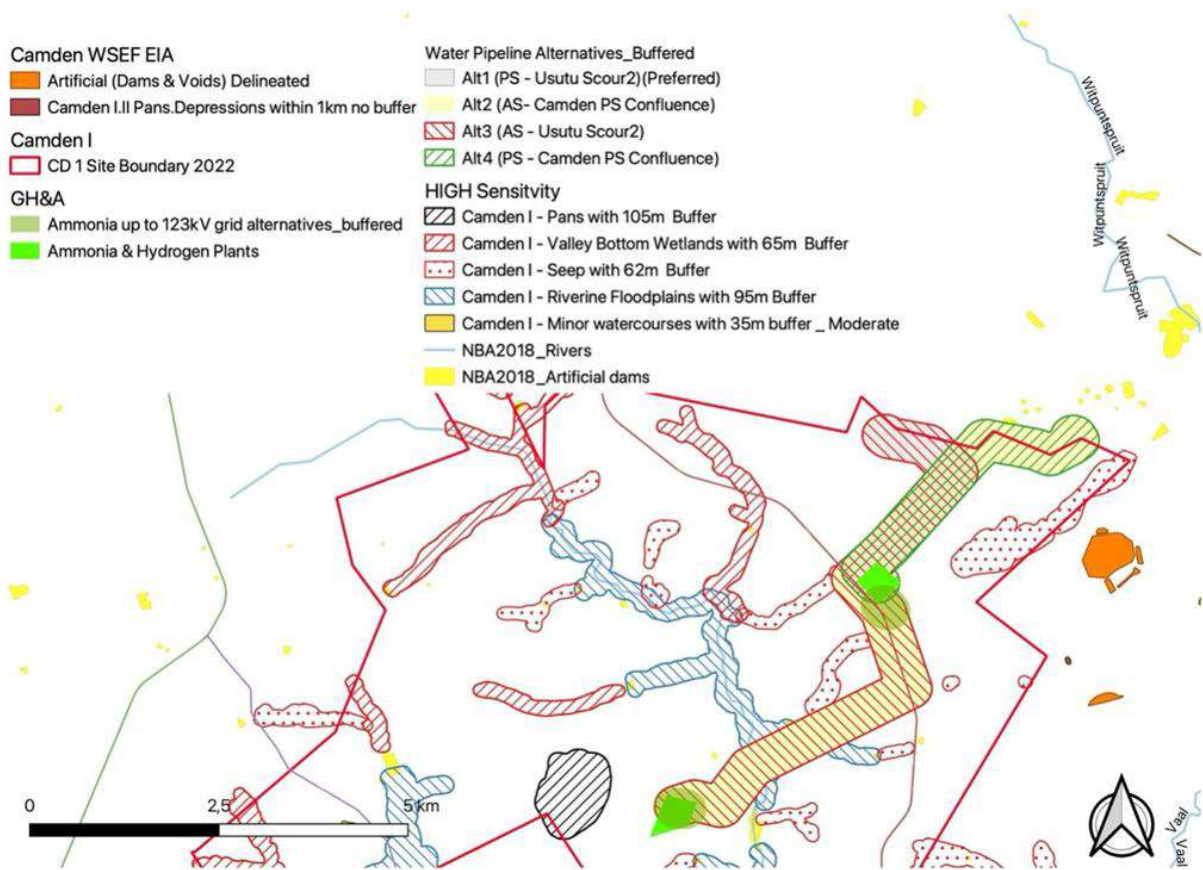 Camden WSEF EIA
Artificial (Dams & Voids) Delineated
Camden I.II Pans.Depressions within 1km no buffer
Camden I
CD 1 Site Boundary 2022
GH&A
Ammonia up to 123kV grid alternatives_buffered
Ammonia & Hydrogen Plants
Water Pipeline Alternatives_Buffered
Alt1 (PS - Usutu Scour2)(Preferred)
Alt2 (AS- Camden PS Confluence)
Alt3 (AS - Usutu Scour2)
Alt4 (PS - Camden PS Confluence)
HIGH Sensitvity
Camden I - Pans with 105m Buffer
Camden I - Valley Bottom Wetlands with 65m Buffer
Camden I - Seep with 62m Buffer
Camden I - Riverine Floodplains with 95m Buffer
Camden I - Minor watercourses with 35m buffer _ Moderate
NBA2018_Rivers
NBA2018_Artificial dams
Witpuntspruit
Witpuntspruit
Witpuntspruit
0 2,5 5 km
Vaal
Vaal